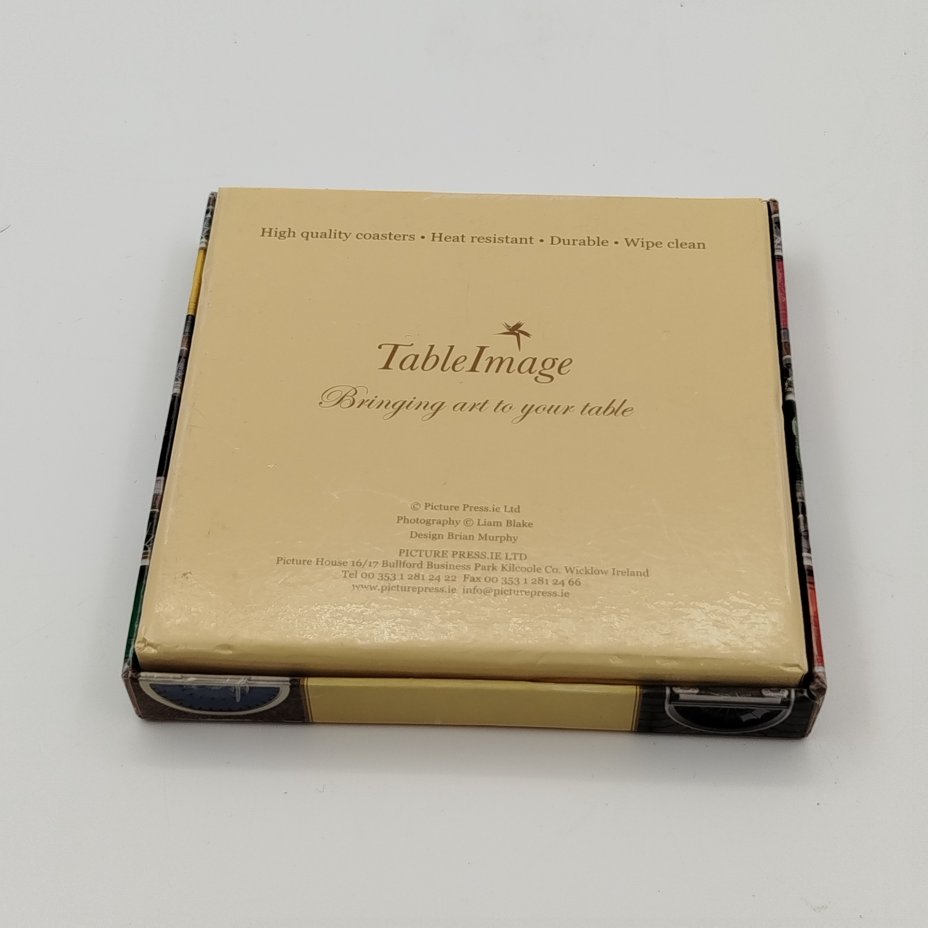 High quality coasters • Heat resistant • Durable • Wipe clean
TableImage
Bringing art to your table
© Picture Press.ie Ltd
Photography © Liam Blake
Design Brian Murphy
PICTURE PRESS.IE LTD
Picture House 16/17 Bullford Business Park Kilcoole Co. Wicklow Ireland
Tel 00 353 1 281 24 22 Fax 00 353 1 281 24 66
www.picturepress.ie info@picturepress.ie